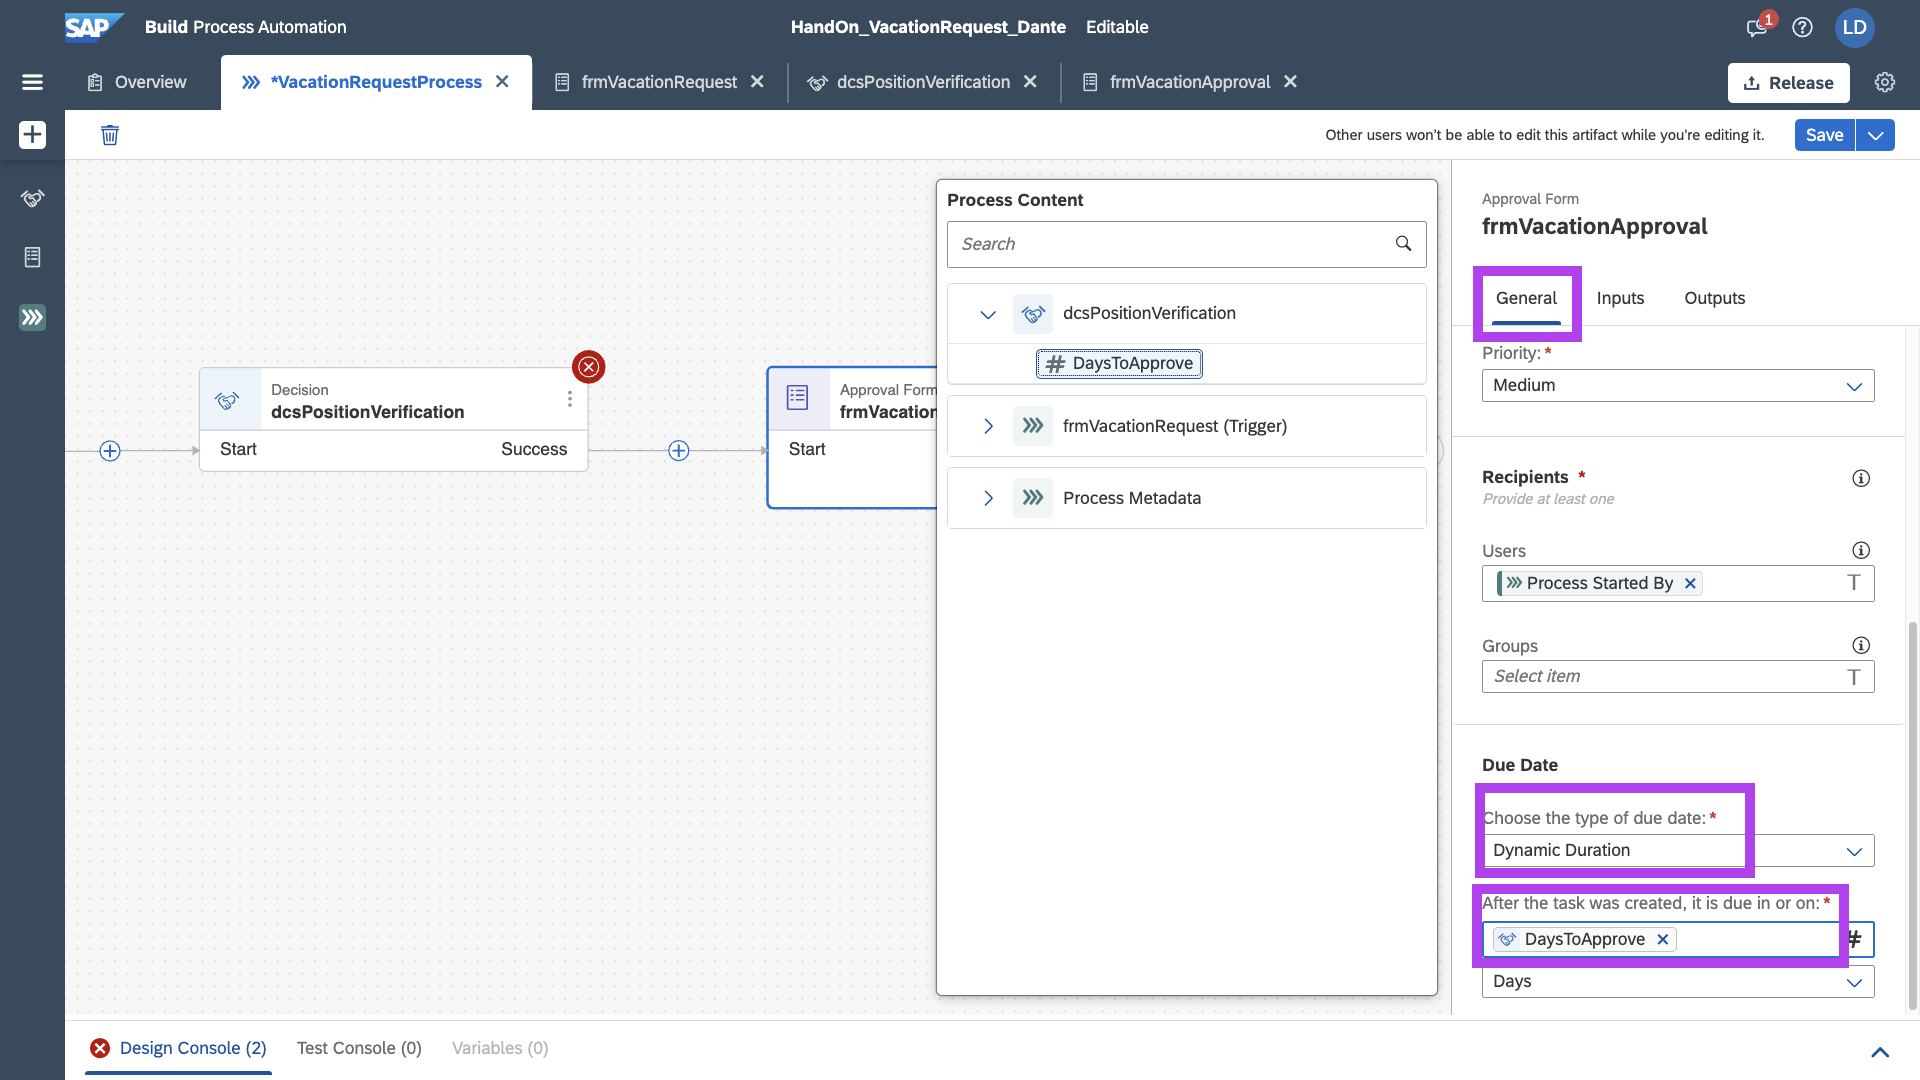 SAP
Build Process Automation
HandOn_VacationRequest_Dante Editable
1
LD
Overview
*VacationRequestProcess
frmVacationRequest
dcsPositionVerification
frmVacationApproval
Release
Other users won't be able to edit this artifact while you're editing it.
Save
Decision
dcsPositionVerification
Start Success
Approval Form
frmVacation
Start
Process Content
Search
dcsPositionVerification
# DaysToApprove
frmVacationRequest (Trigger)
Process Metadata
Approval Form
frmVacationApproval
General Inputs Outputs
Priority: *
Medium
Recipients *
Provide at least one
Users
Process Started By
T
Groups
Select item
T
Due Date
Choose the type of due date: *
Dynamic Duration
After the task was created, it is due in or on: *
DaysToApprove
#
Days
Design Console (2) Test Console (0) Variables (0)